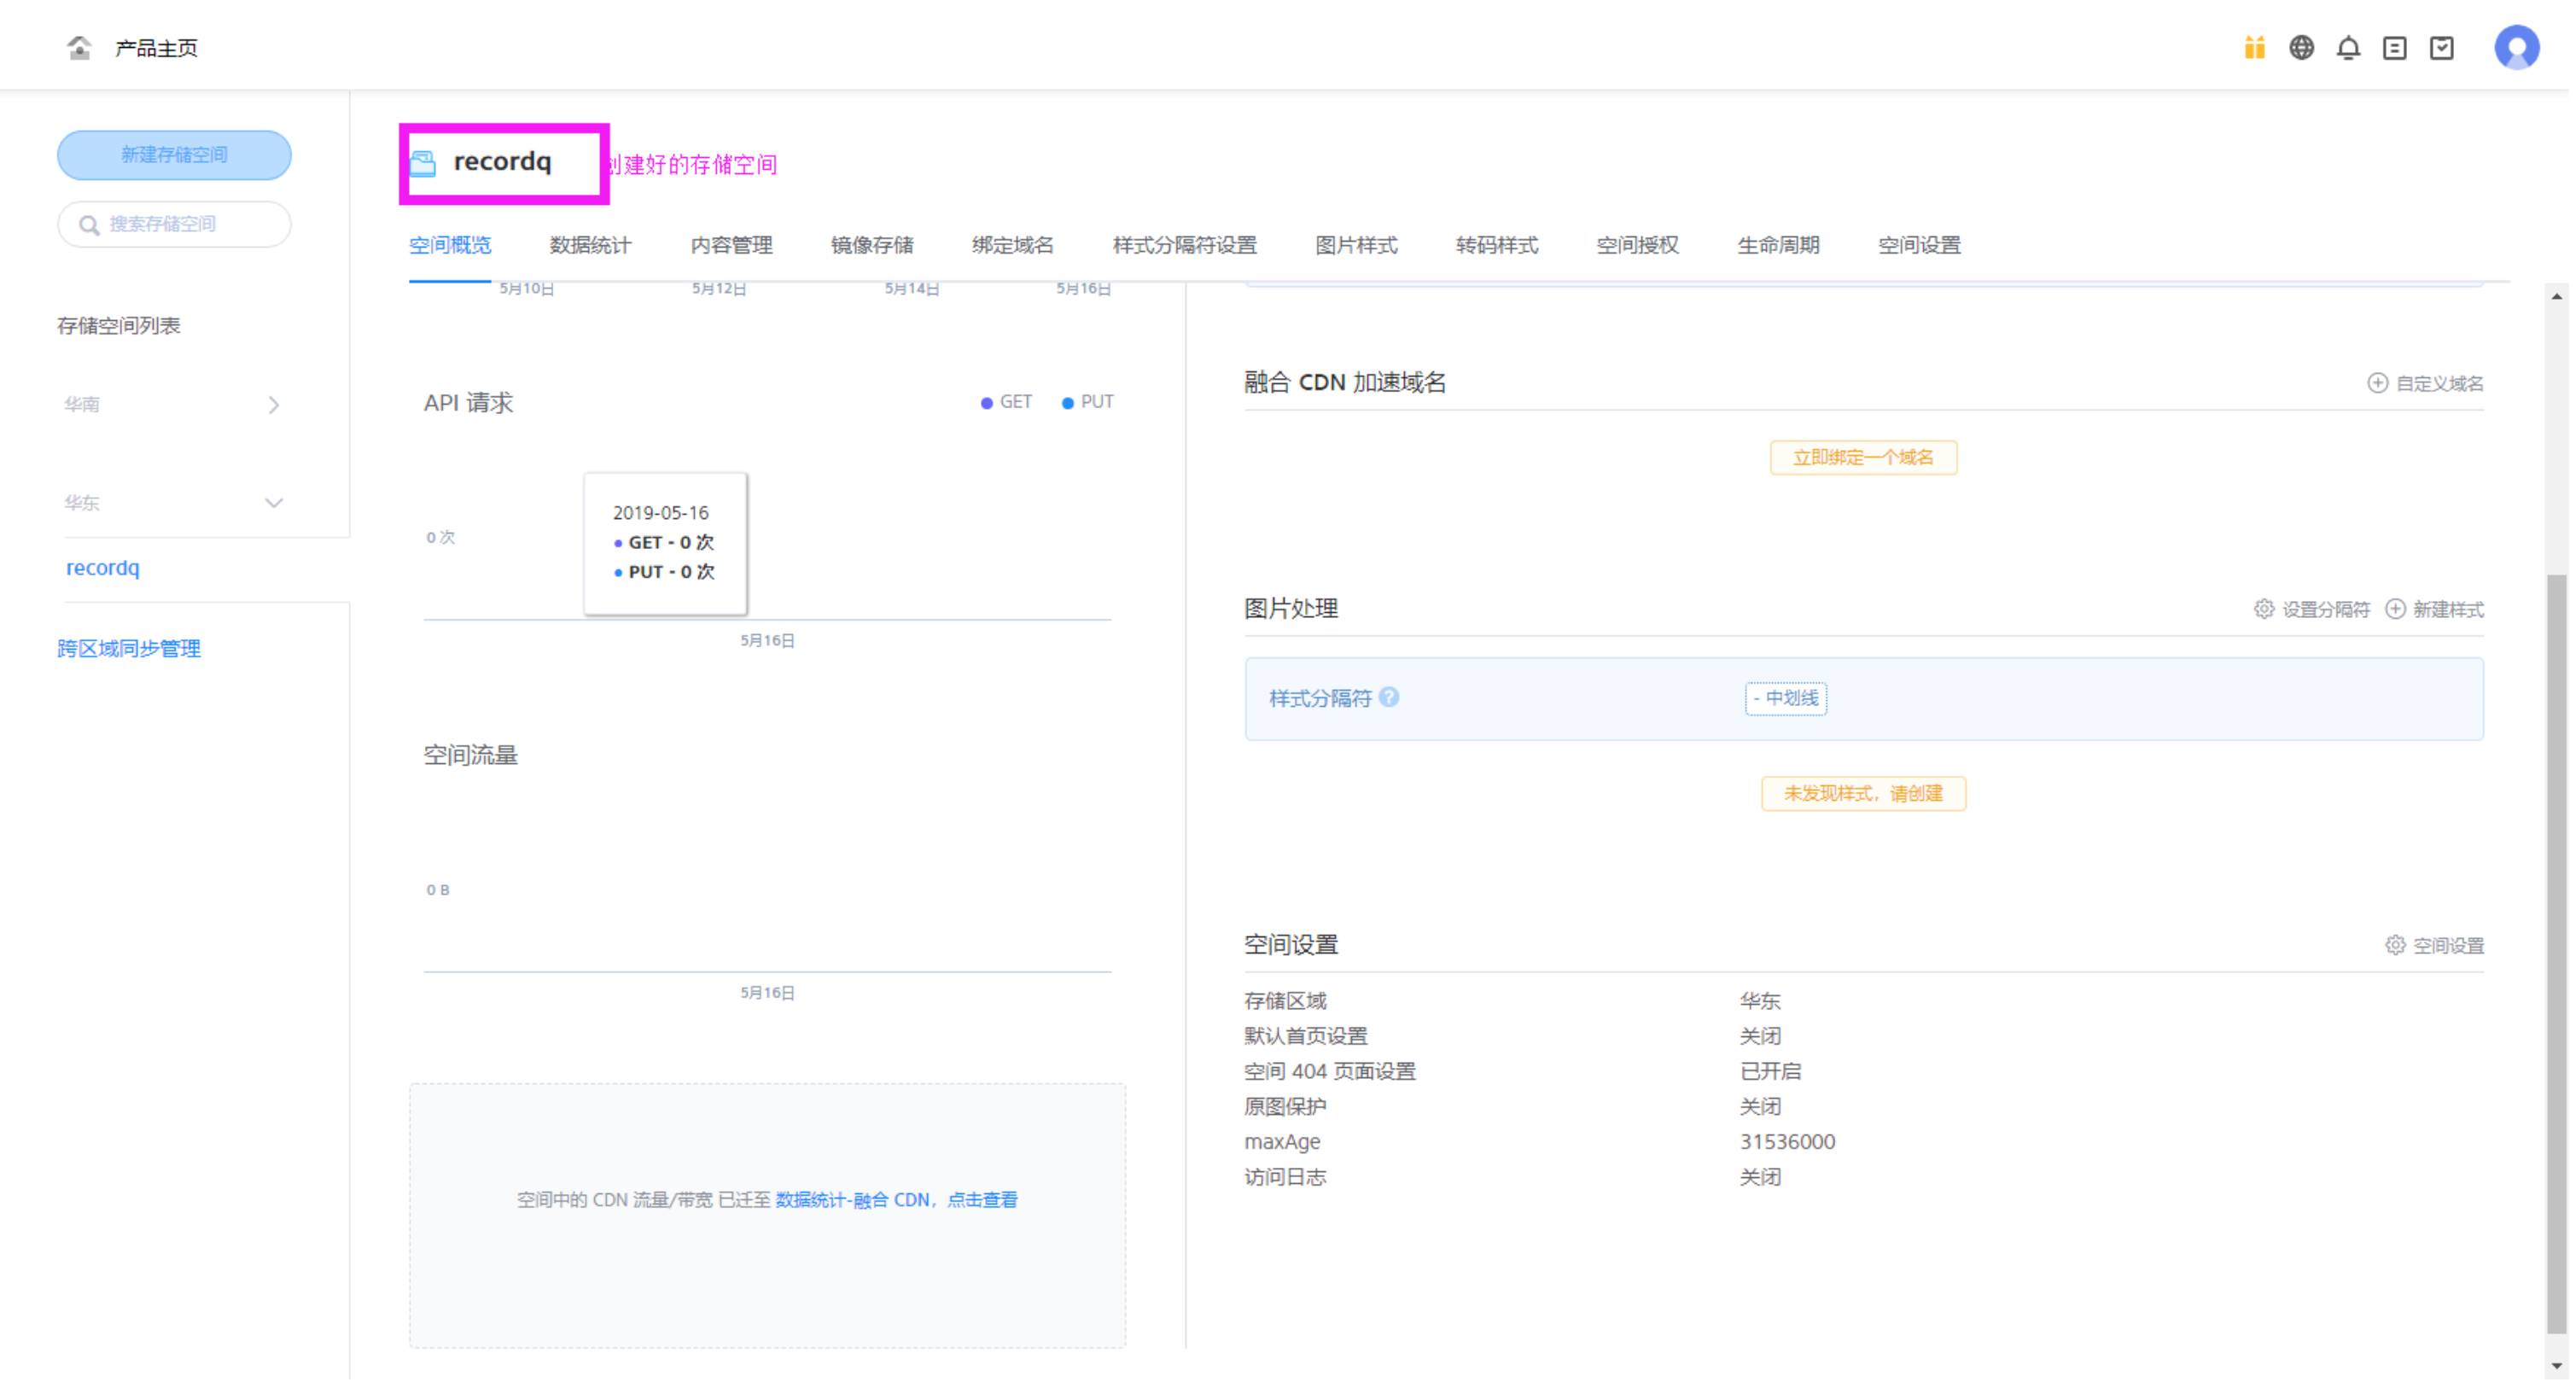 产品主页
新建存储空间
搜索存储空间
存储空间列表
华南
华东
recordq
跨区域同步管理
recordq
创建好的存储空间
空间概览 数据统计 内容管理 镜像存储 绑定域名 样式分隔符设置 图片样式 转码样式 空间授权 生命周期 空间设置
5月10日 5月12日 5月14日 5月16日
API 请求 GET PUT
0 次
2019-05-16
GET - 0 次
PUT - 0 次
5月16日
空间流量
0 B
5月16日
空间中的 CDN 流量/带宽 已迁至 数据统计-融合 CDN，点击查看
融合 CDN 加速域名 自定义域名
立即绑定一个域名
图片处理 设置分隔符 新建样式
样式分隔符 ? - 中划线
未发现样式，请创建
空间设置 空间设置
存储区域 华东
默认首页设置 关闭
空间 404 页面设置 已开启
原图保护 关闭
maxAge 31536000
访问日志 关闭